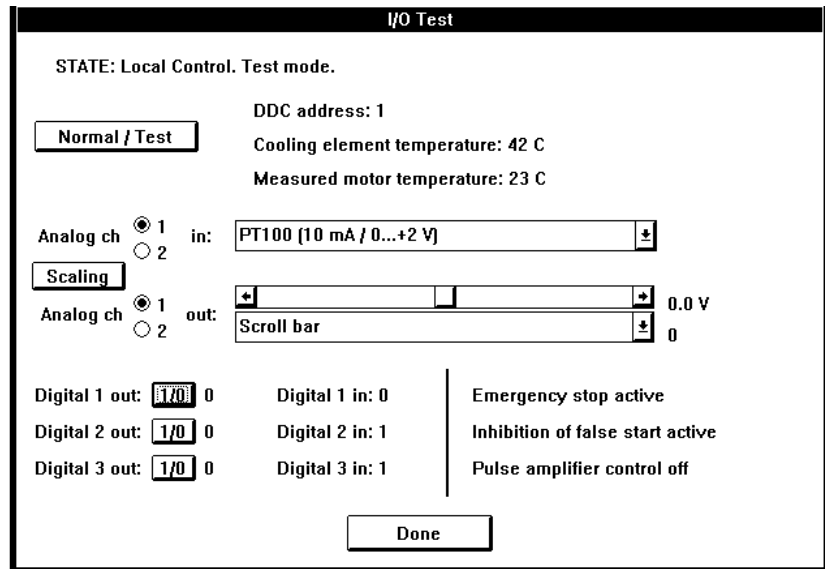 I/O Test
STATE: Local Control. Test mode.
DDC address: 1
Normal / Test
Cooling element temperature: 42 C
Measured motor temperature: 23 C
Analog ch 1 in: PT100 (10 mA / 0...+2 V)
2
Scaling
Analog ch 1 out: 0.0 V
2 Scroll bar 0
Digital 1 out: 1/0 0 Digital 1 in: 0 Emergency stop active
Digital 2 out: 1/0 0 Digital 2 in: 1 Inhibition of false start active
Digital 3 out: 1/0 0 Digital 3 in: 1 Pulse amplifier control off
Done